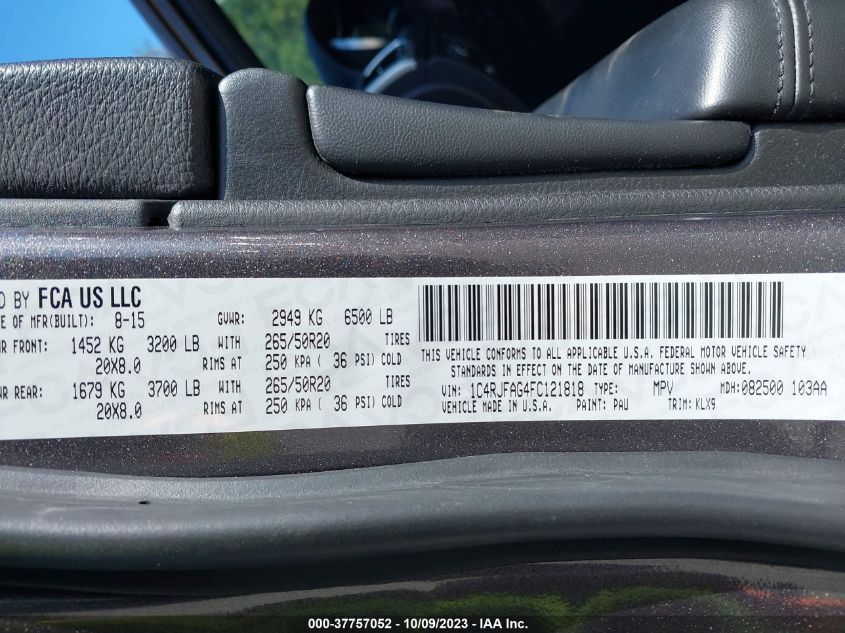 D BY FCA US LLC
E OF MFR(BUILT): 8-15 GVWR: 2949 KG 6500 LB
R FRONT: 1452 KG 3200 LB WITH 265/50R20 TIRES
20X8.0 RIMS AT 250 KPA ( 36 PSI) COLD
R REAR: 1679 KG 3700 LB WITH 265/50R20 TIRES
20X8.0 RIMS AT 250 KPA ( 36 PSI) COLD
THIS VEHICLE CONFORMS TO ALL APPLICABLE U.S.A. FEDERAL MOTOR VEHICLE SAFETY
STANDARDS IN EFFECT ON THE DATE OF MANUFACTURE SHOWN ABOVE.
VIN: 1C4RJFAG4FC121818 TYPE: MPV MDH: 082500 103AA
VEHICLE MADE IN U.S.A. PAINT: PAU TRIM: KLX9
000-37757052 - 10/09/2023 - IAA Inc.